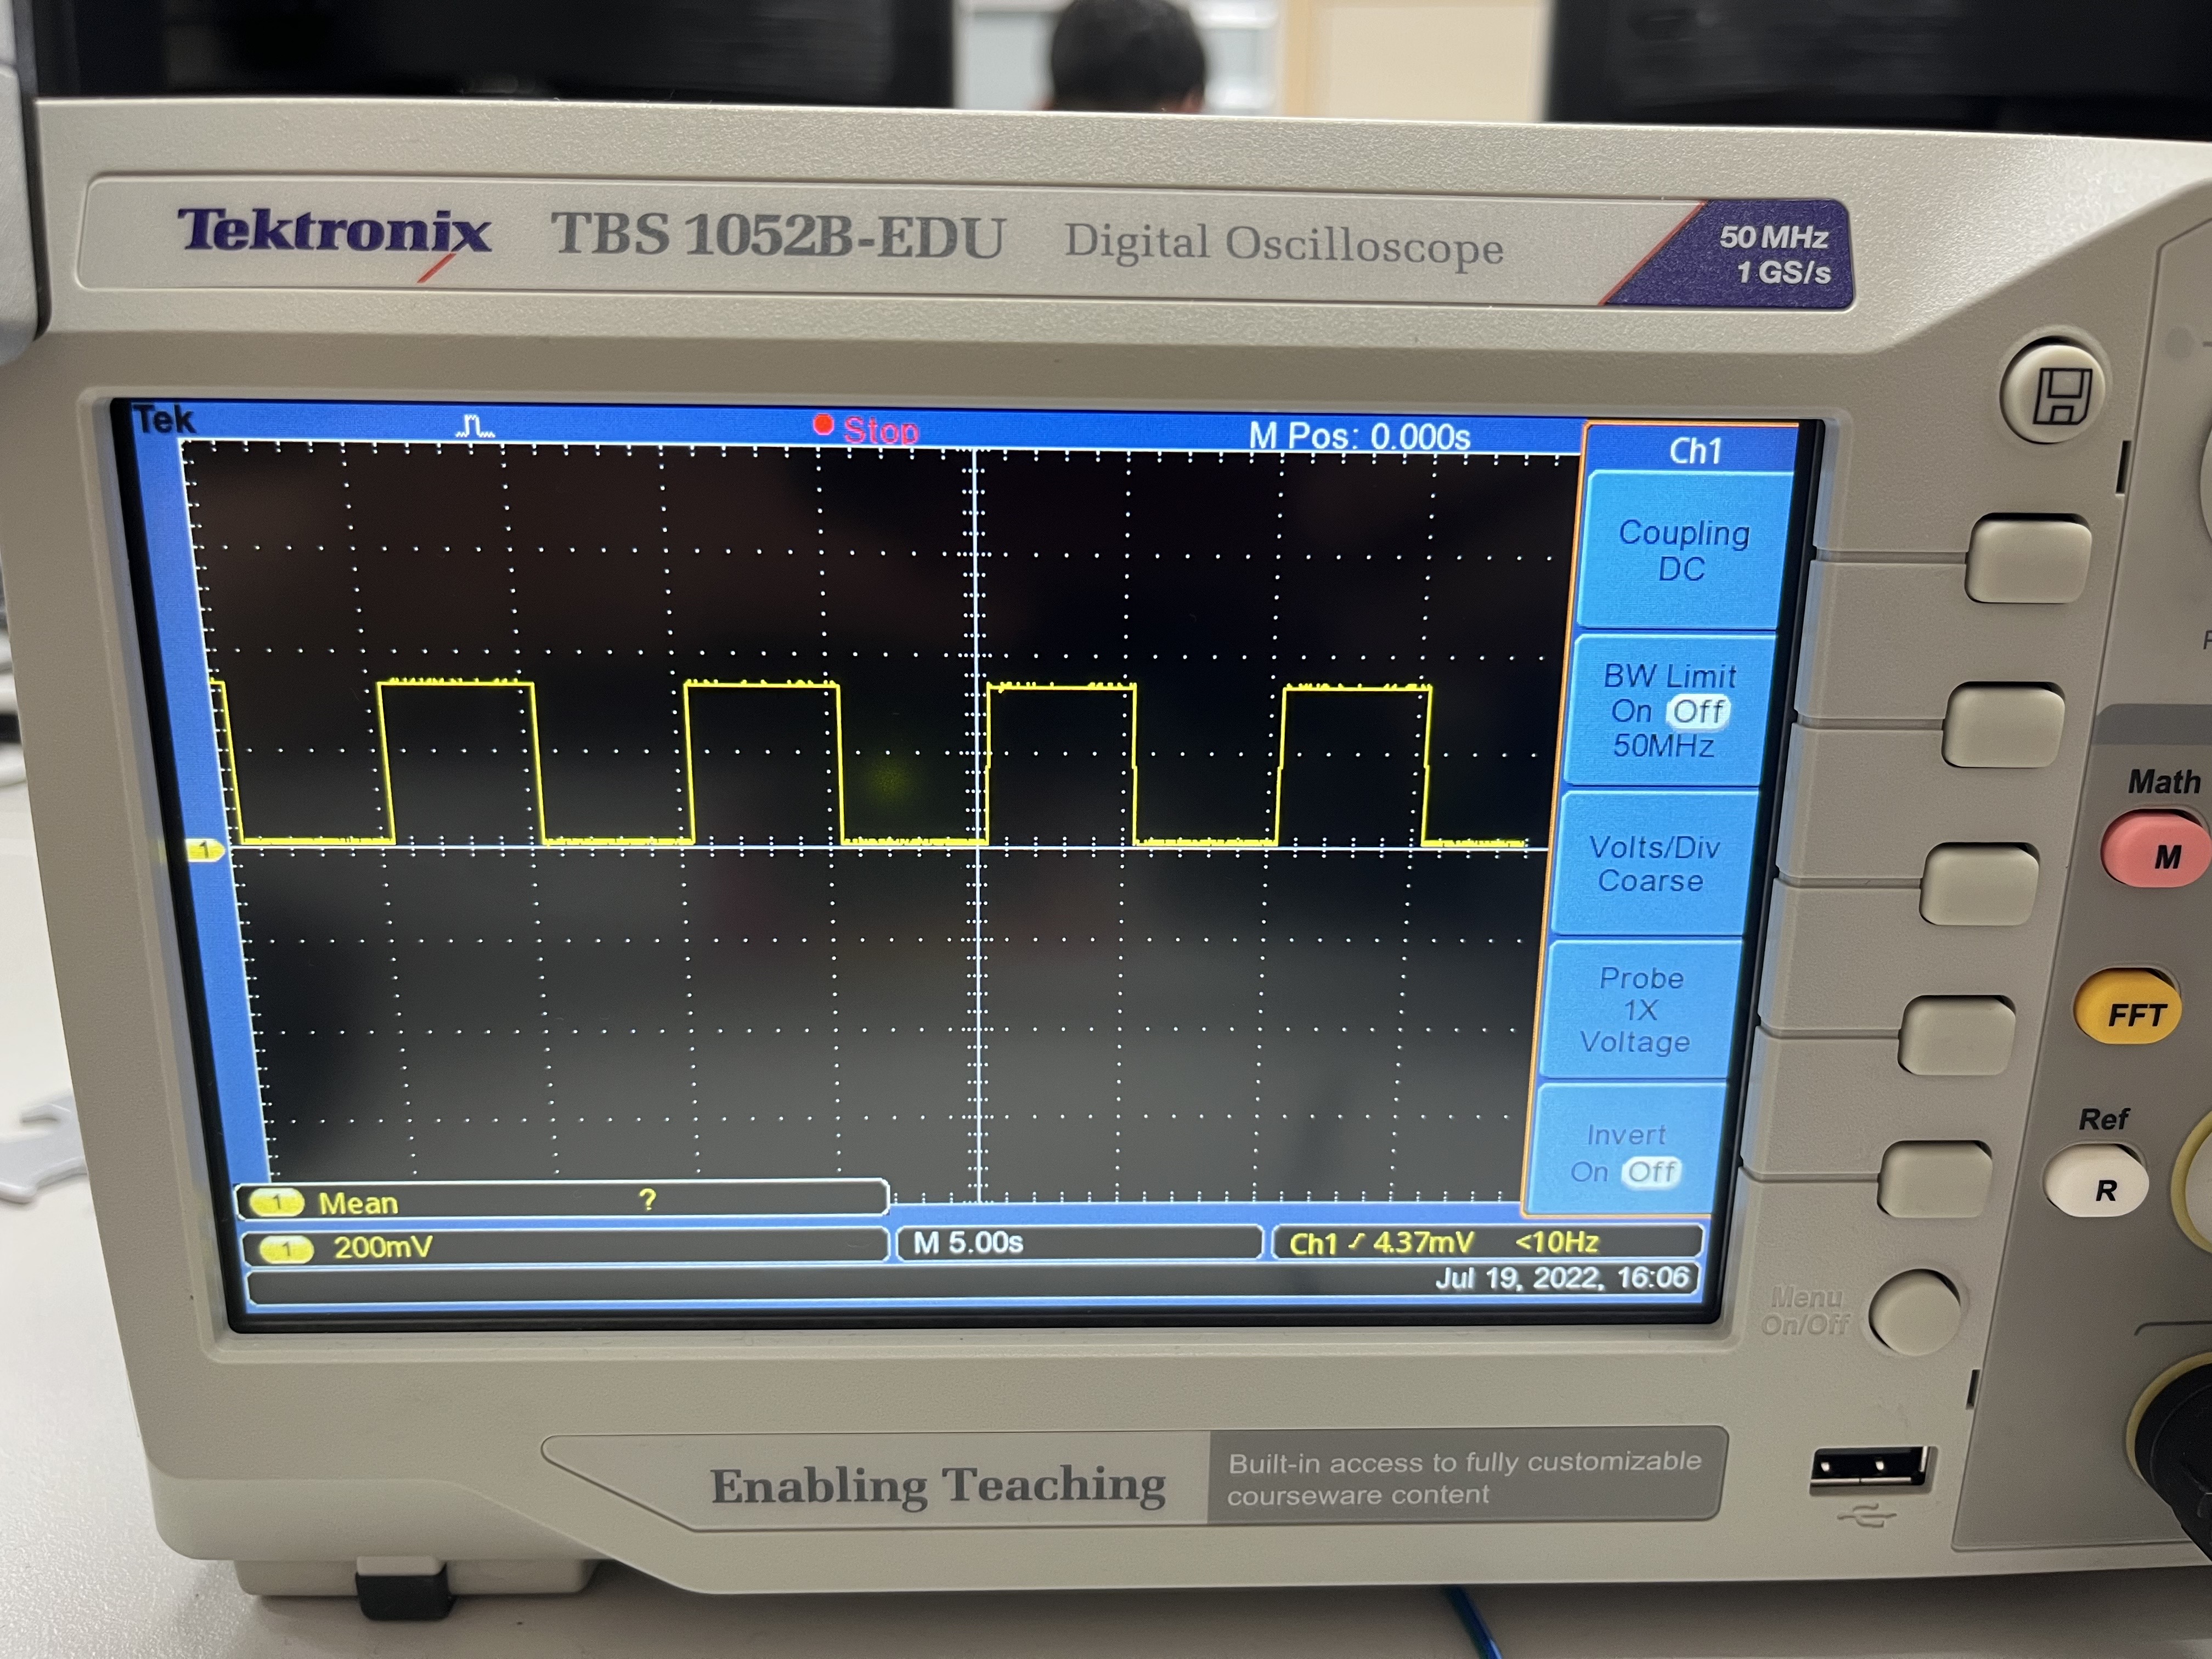 Tektronix TBS 1052B-EDU Digital Oscilloscope
50 MHz
1 GS/s
Tek
Stop
M Pos: 0.000s
Ch1
Coupling
DC
BW Limit
On Off
50MHz
Volts/Div
Coarse
Probe
1X
Voltage
Invert
On Off
1
1 Mean ?
1 200mV
M 5.00s
Ch1 4.37mV <10Hz
Jul 19, 2022, 16:06
Math
M
FFT
Ref
R
Menu
On/Off
Enabling Teaching
Built-in access to fully customizable
courseware content